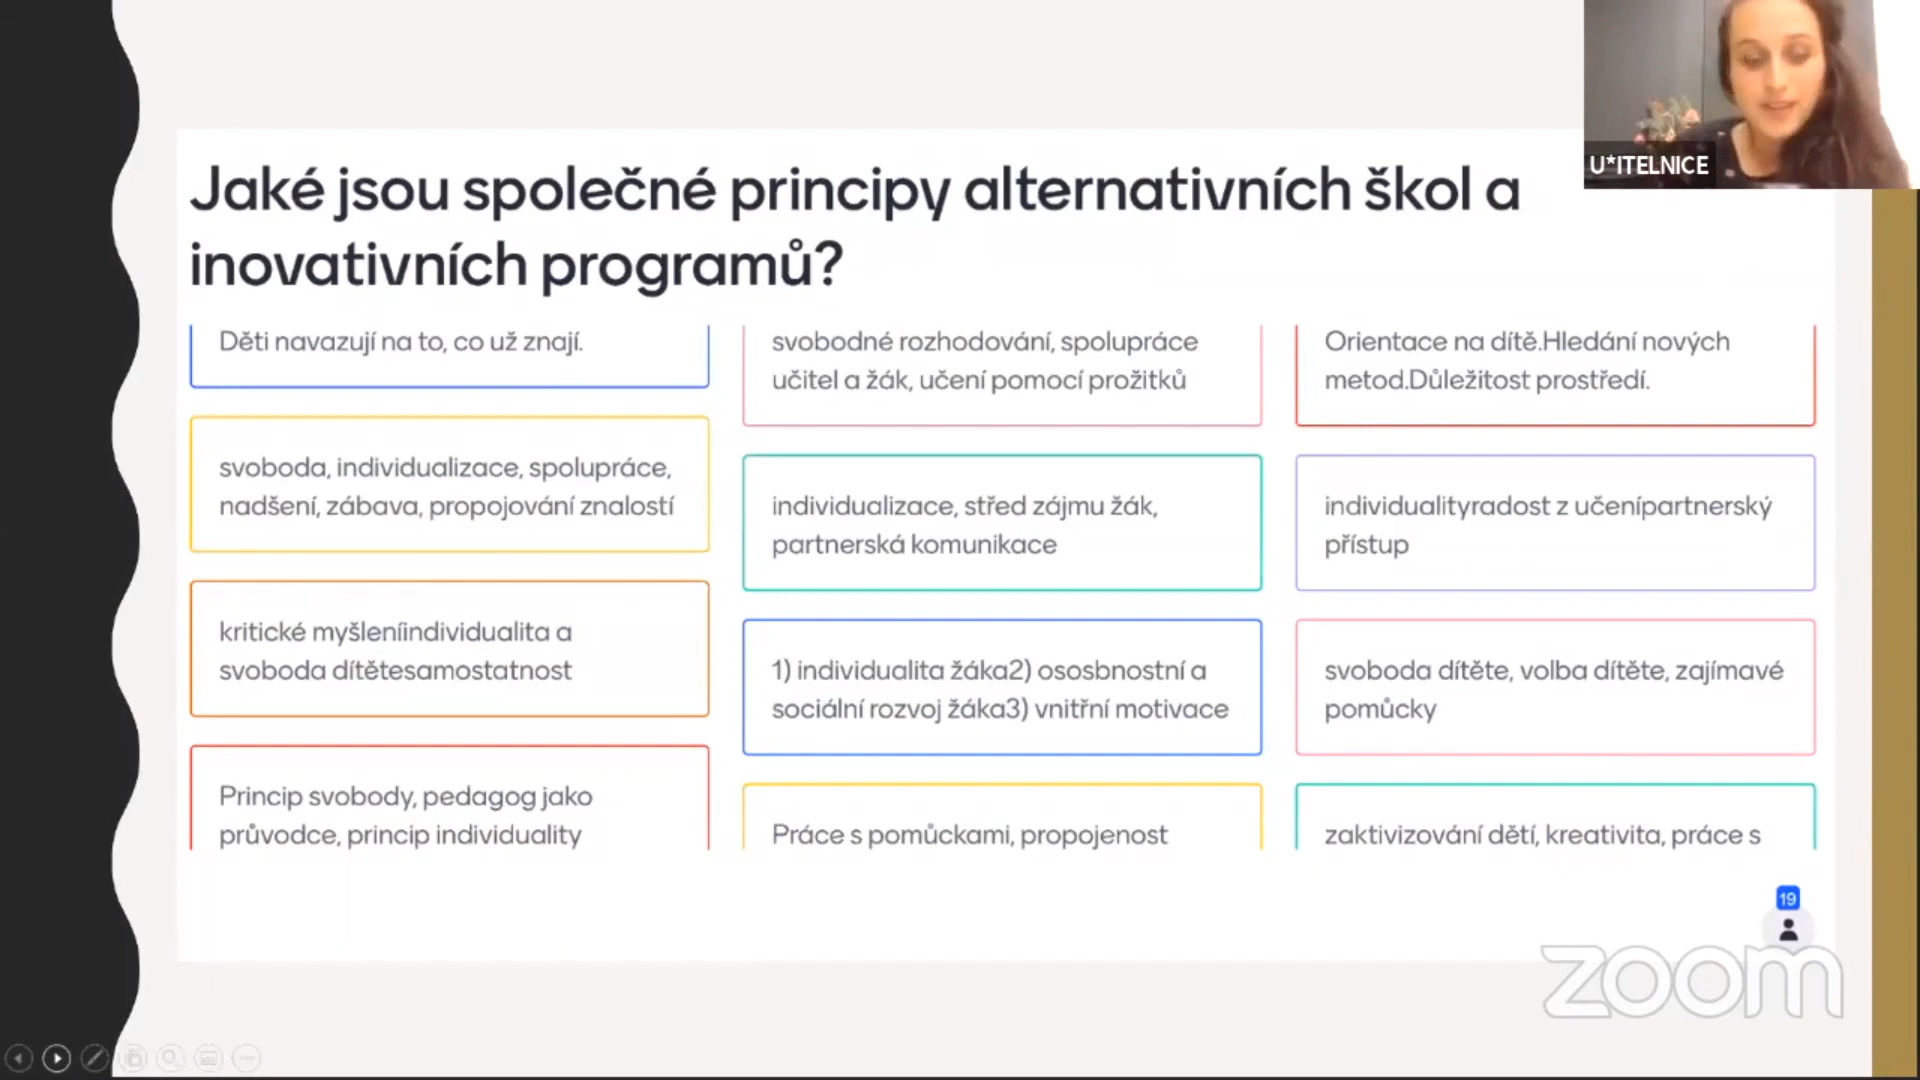 U*ITELNICE
Jaké jsou společné principy alternativních škol a
inovativních programů?
Děti navazují na to, co už znají.
svoboda, individualizace, spolupráce,
nadšení, zábava, propojování znalostí
kritické myšleníindividualita a
svoboda dítětesamostatnost
Princip svobody, pedagog jako
průvodce, princip individuality
svobodné rozhodování, spolupráce
učitel a žák, učení pomocí prožitků
individualizace, střed zájmu žák,
partnerská komunikace
1) individualita žáka2) ososbnostní a
sociální rozvoj žáka3) vnitřní motivace
Práce s pomůckami, propojenost
Orientace na dítě.Hledání nových
metod.Důležitost prostředí.
individualityradost z učenípartnerský
přístup
svoboda dítěte, volba dítěte, zajímavé
pomůcky
zaktivizování dětí, kreativita, práce s
19
zoom